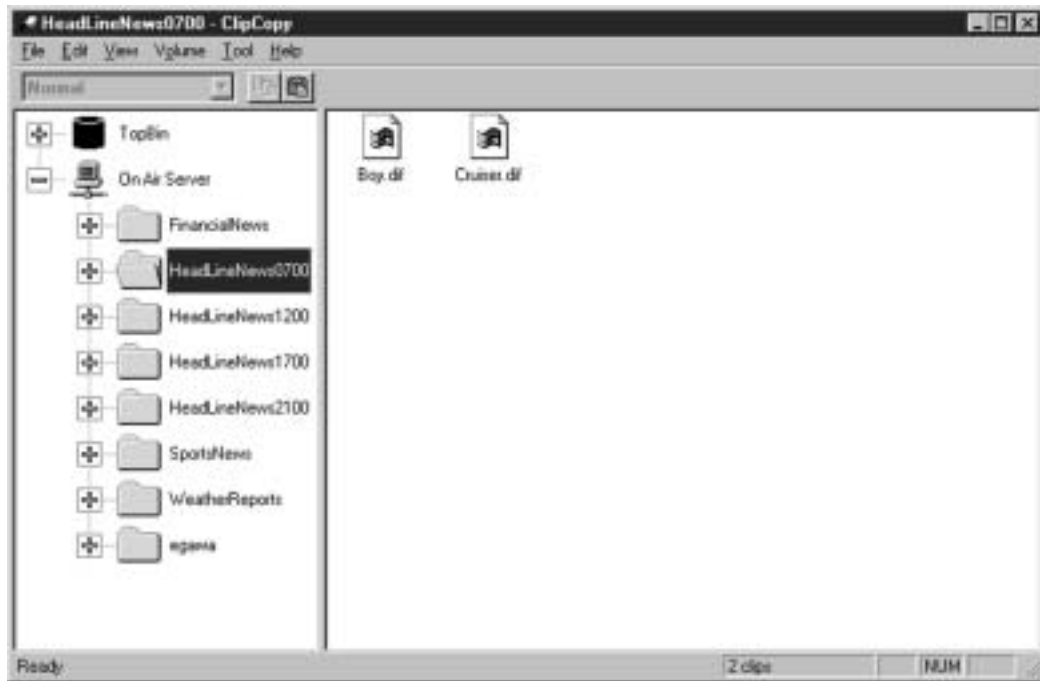 HeadLineNews0700 - ClipCopy
File Edit View Volume Tool Help
Normal
TopBin
On Air Server
FinancialNews
HeadLineNews0700
HeadLineNews1200
HeadLineNews1700
HeadLineNews2100
SportsNews
WeatherReports
egawa
Boy.dif
Cruiser.dif
Ready
2 clips
NUM